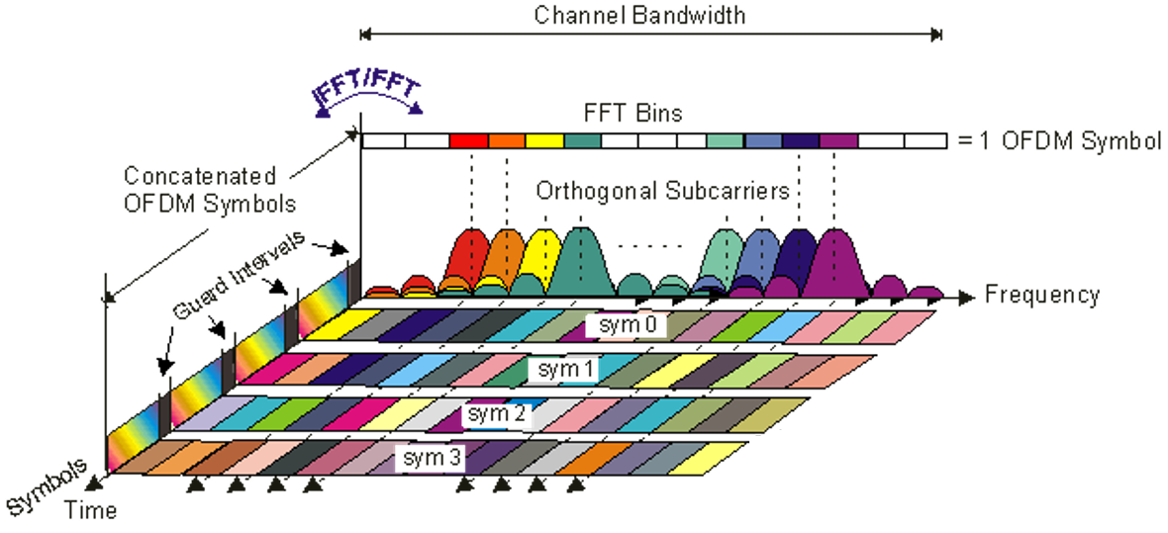 Channel Bandwidth
IFFT/FFT
FFT Bins
= 1 OFDM Symbol
Concatenated
OFDM Symbols
Orthogonal Subcarriers
Guard Intervals
Frequency
sym 0
sym 1
sym 2
sym 3
Symbols
Time